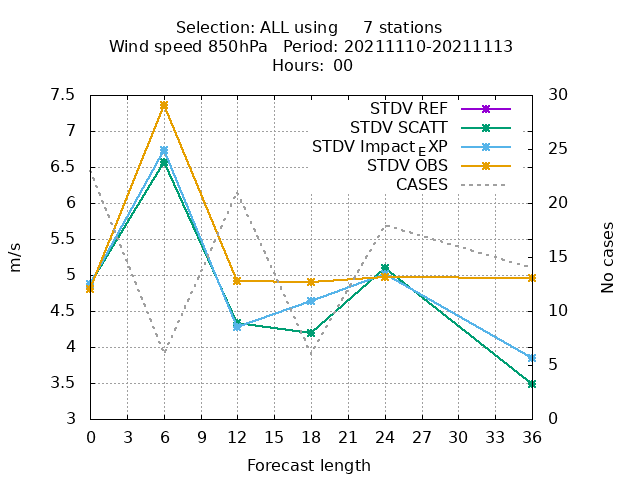 Selection: ALL using 7 stations
Wind speed 850hPa Period: 20211110-20211113
Hours: 00
7.5
7
6.5
6
5.5
5
4.5
4
3.5
3
m/s
STDV REF
STDV SCATT
STDV Impact_EXP
STDV OBS
CASES
30
25
20
15
10
5
0
No cases
0 3 6 9 12 15 18 21 24 27 30 33 36
Forecast length